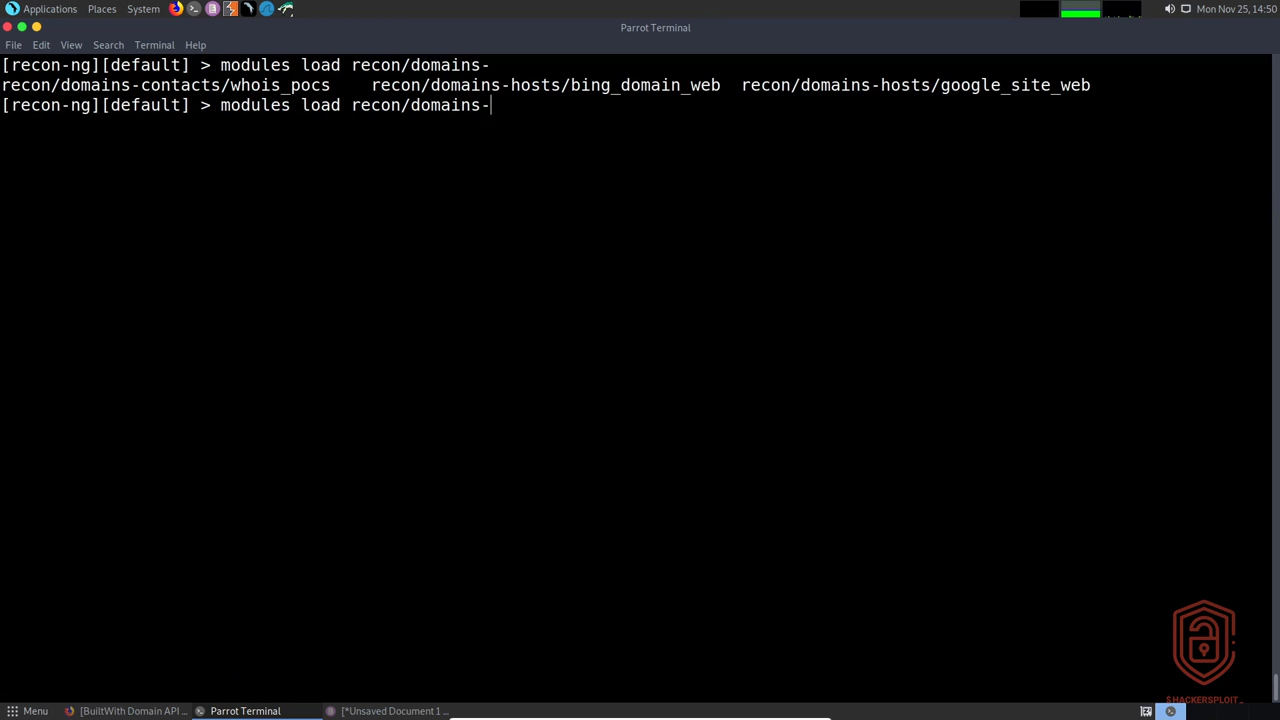 Applications Places System Mon Nov 25, 14:50
Parrot Terminal
File Edit View Search Terminal Help
[recon-ng][default] > modules load recon/domains-
recon/domains-contacts/whois_pocs recon/domains-hosts/bing_domain_web recon/domains-hosts/google_site_web
[recon-ng][default] > modules load recon/domains-
$HACKERSPLOIT_
Menu [BuiltWith Domain API ... Parrot Terminal [*Unsaved Document 1 ...